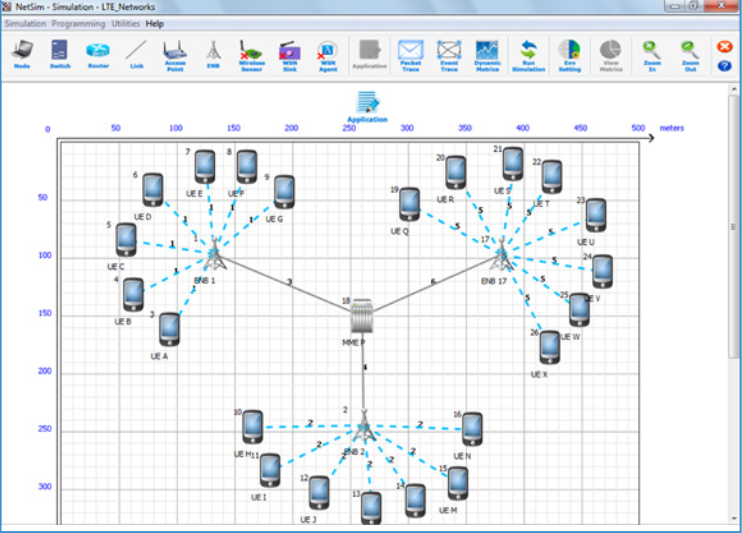 NetSim - Simulation - LTE_Networks
Simulation Programming Utilities Help
Node Switch Router Link Access Point ENB Wireless Sensor WSN Sink WSN Agent Application Packet Trace Event Trace Dynamic Metrics Run Simulation Env Setting View Metrics Zoom In Zoom Out
Application
0 50 100 150 200 250 300 350 400 450 500 meters
50
100
150
200
250
300
7 UE E
8 UE F
9 UE G
6 UE D
5 UE C
4 UE B
3 UE A
1 ENB 1
1 1 1 1 1 1 1
3
19 UE Q
20 UE R
21 UE S
22 UE T
23 UE U
24 UE V
25 UE W
26 UE X
17 ENB 17
5 5 5 5 5 5 5 5
6
18 MME P
4
2 ENB 2
10 UE H
11 UE I
12 UE J
13
14
15 UE M
16 UE N
2 2 2 2 2 2 2